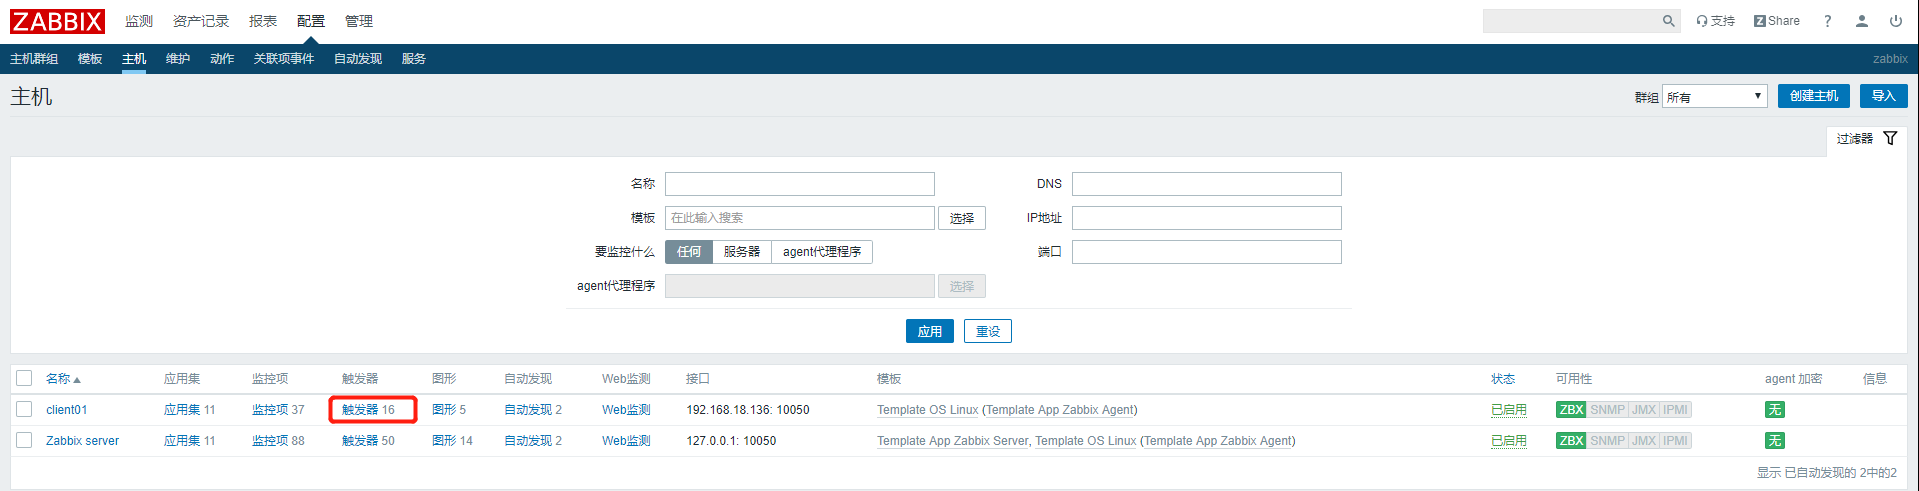 ZABBIX 监测 资产记录 报表 配置 管理 支持 Z Share ?
主机群组 模板 主机 维护 动作 关联项事件 自动发现 服务 zabbix
主机 群组 所有 创建主机 导入
过滤器
名称 DNS
模板 在此输入搜索 选择 IP地址
要监控什么 任何 服务器 agent代理程序 端口
agent代理程序 选择
应用 重设
名称 应用集 监控项 触发器 图形 自动发现 Web监测 接口 模板 状态 可用性 agent 加密 信息
client01 应用集 11 监控项 37 触发器 16 图形 5 自动发现 2 Web监测 192.168.18.136: 10050 Template OS Linux (Template App Zabbix Agent) 已启用 ZBX SNMP JMX IPMI 无
Zabbix server 应用集 11 监控项 88 触发器 50 图形 14 自动发现 2 Web监测 127.0.0.1: 10050 Template App Zabbix Server, Template OS Linux (Template App Zabbix Agent) 已启用 ZBX SNMP JMX IPMI 无
显示 已自动发现的 2中的2